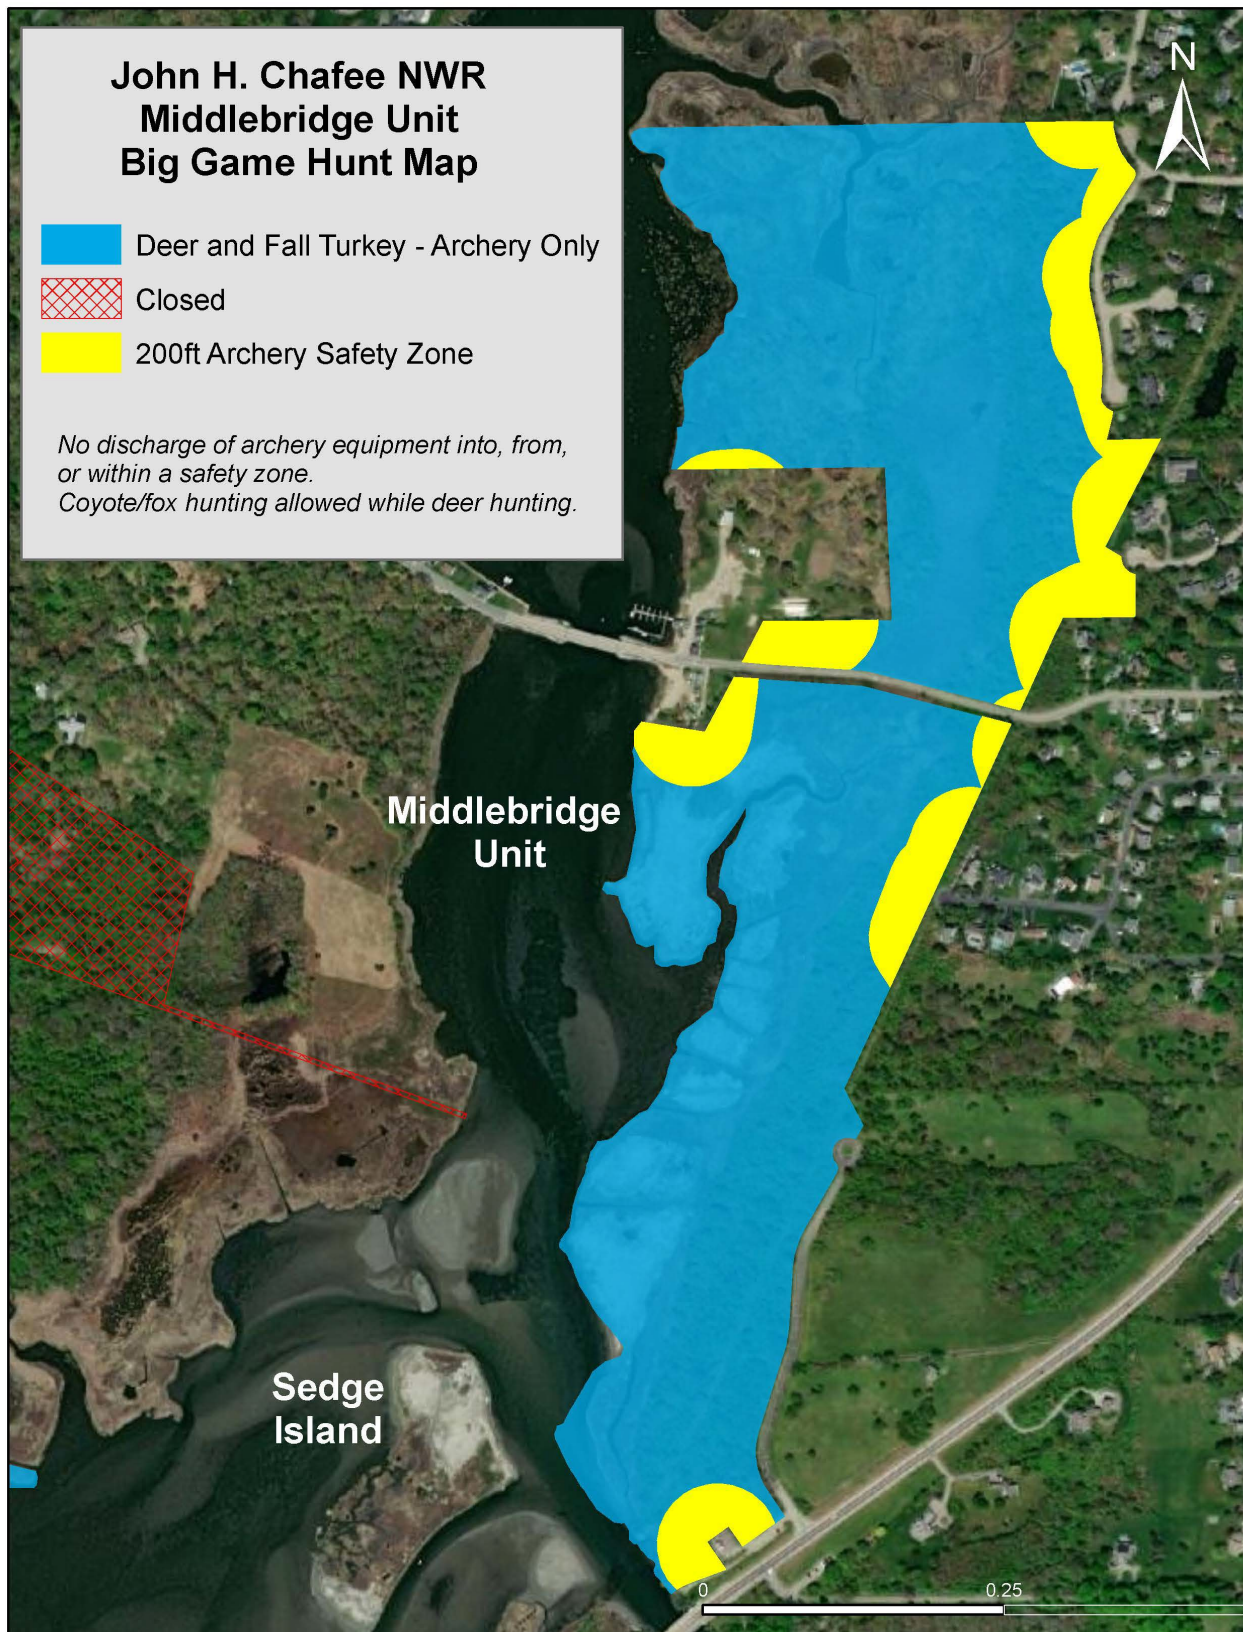 John H. Chafee NWR
Middlebridge Unit
Big Game Hunt Map
Deer and Fall Turkey - Archery Only
Closed
200ft Archery Safety Zone
No discharge of archery equipment into, from,
or within a safety zone.
Coyote/fox hunting allowed while deer hunting.
N
Middlebridge
Unit
Sedge
Island
0 0.25